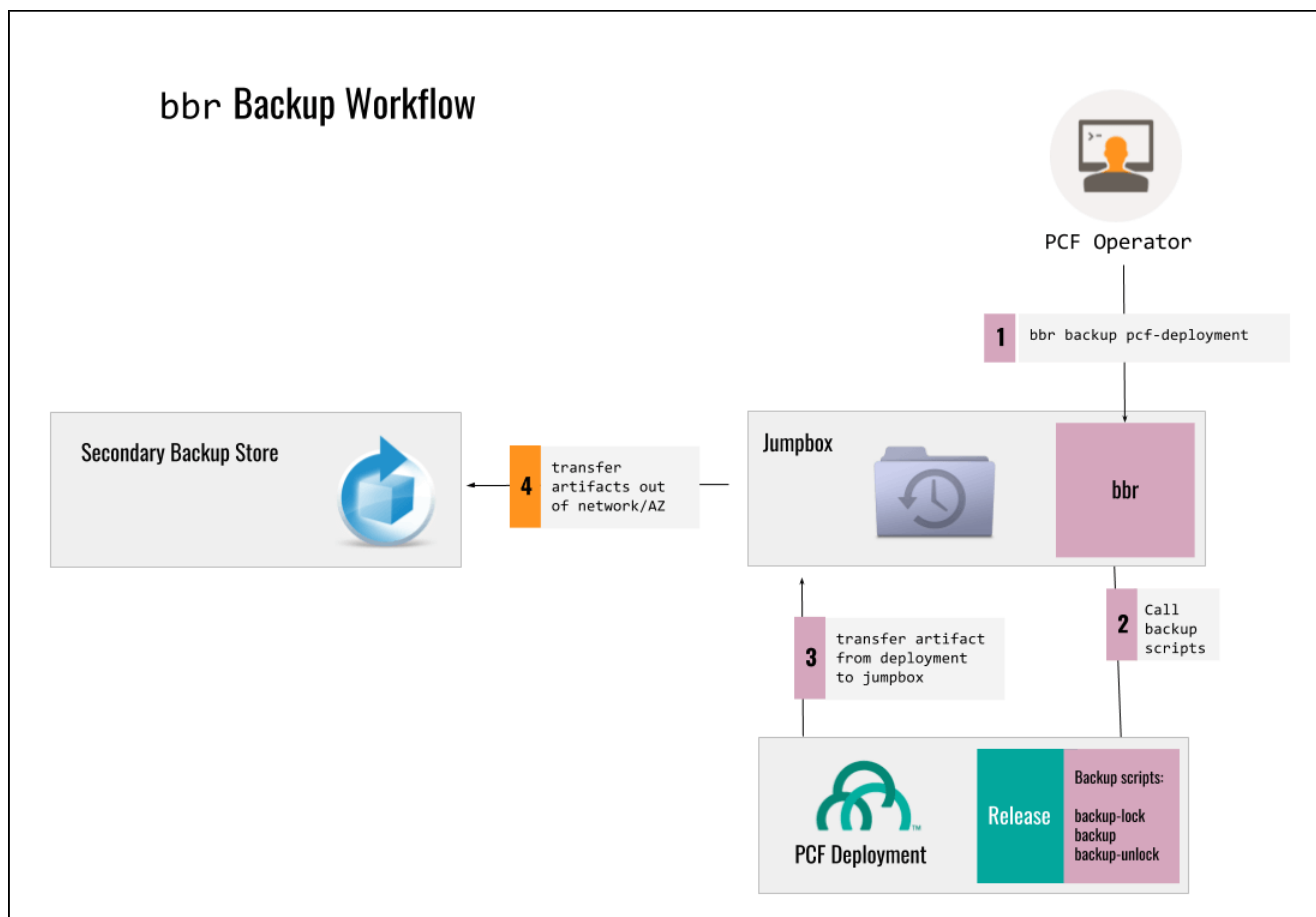 bbr Backup Workflow
>-
PCF Operator
1
bbr backup pcf-deployment
Secondary Backup Store
4
transfer
artifacts out
of network/AZ
Jumpbox
bbr
2
Call
backup
scripts
3
transfer artifact
from deployment
to jumpbox
TM
PCF Deployment
Release
Backup scripts:
backup-lock
backup
backup-unlock